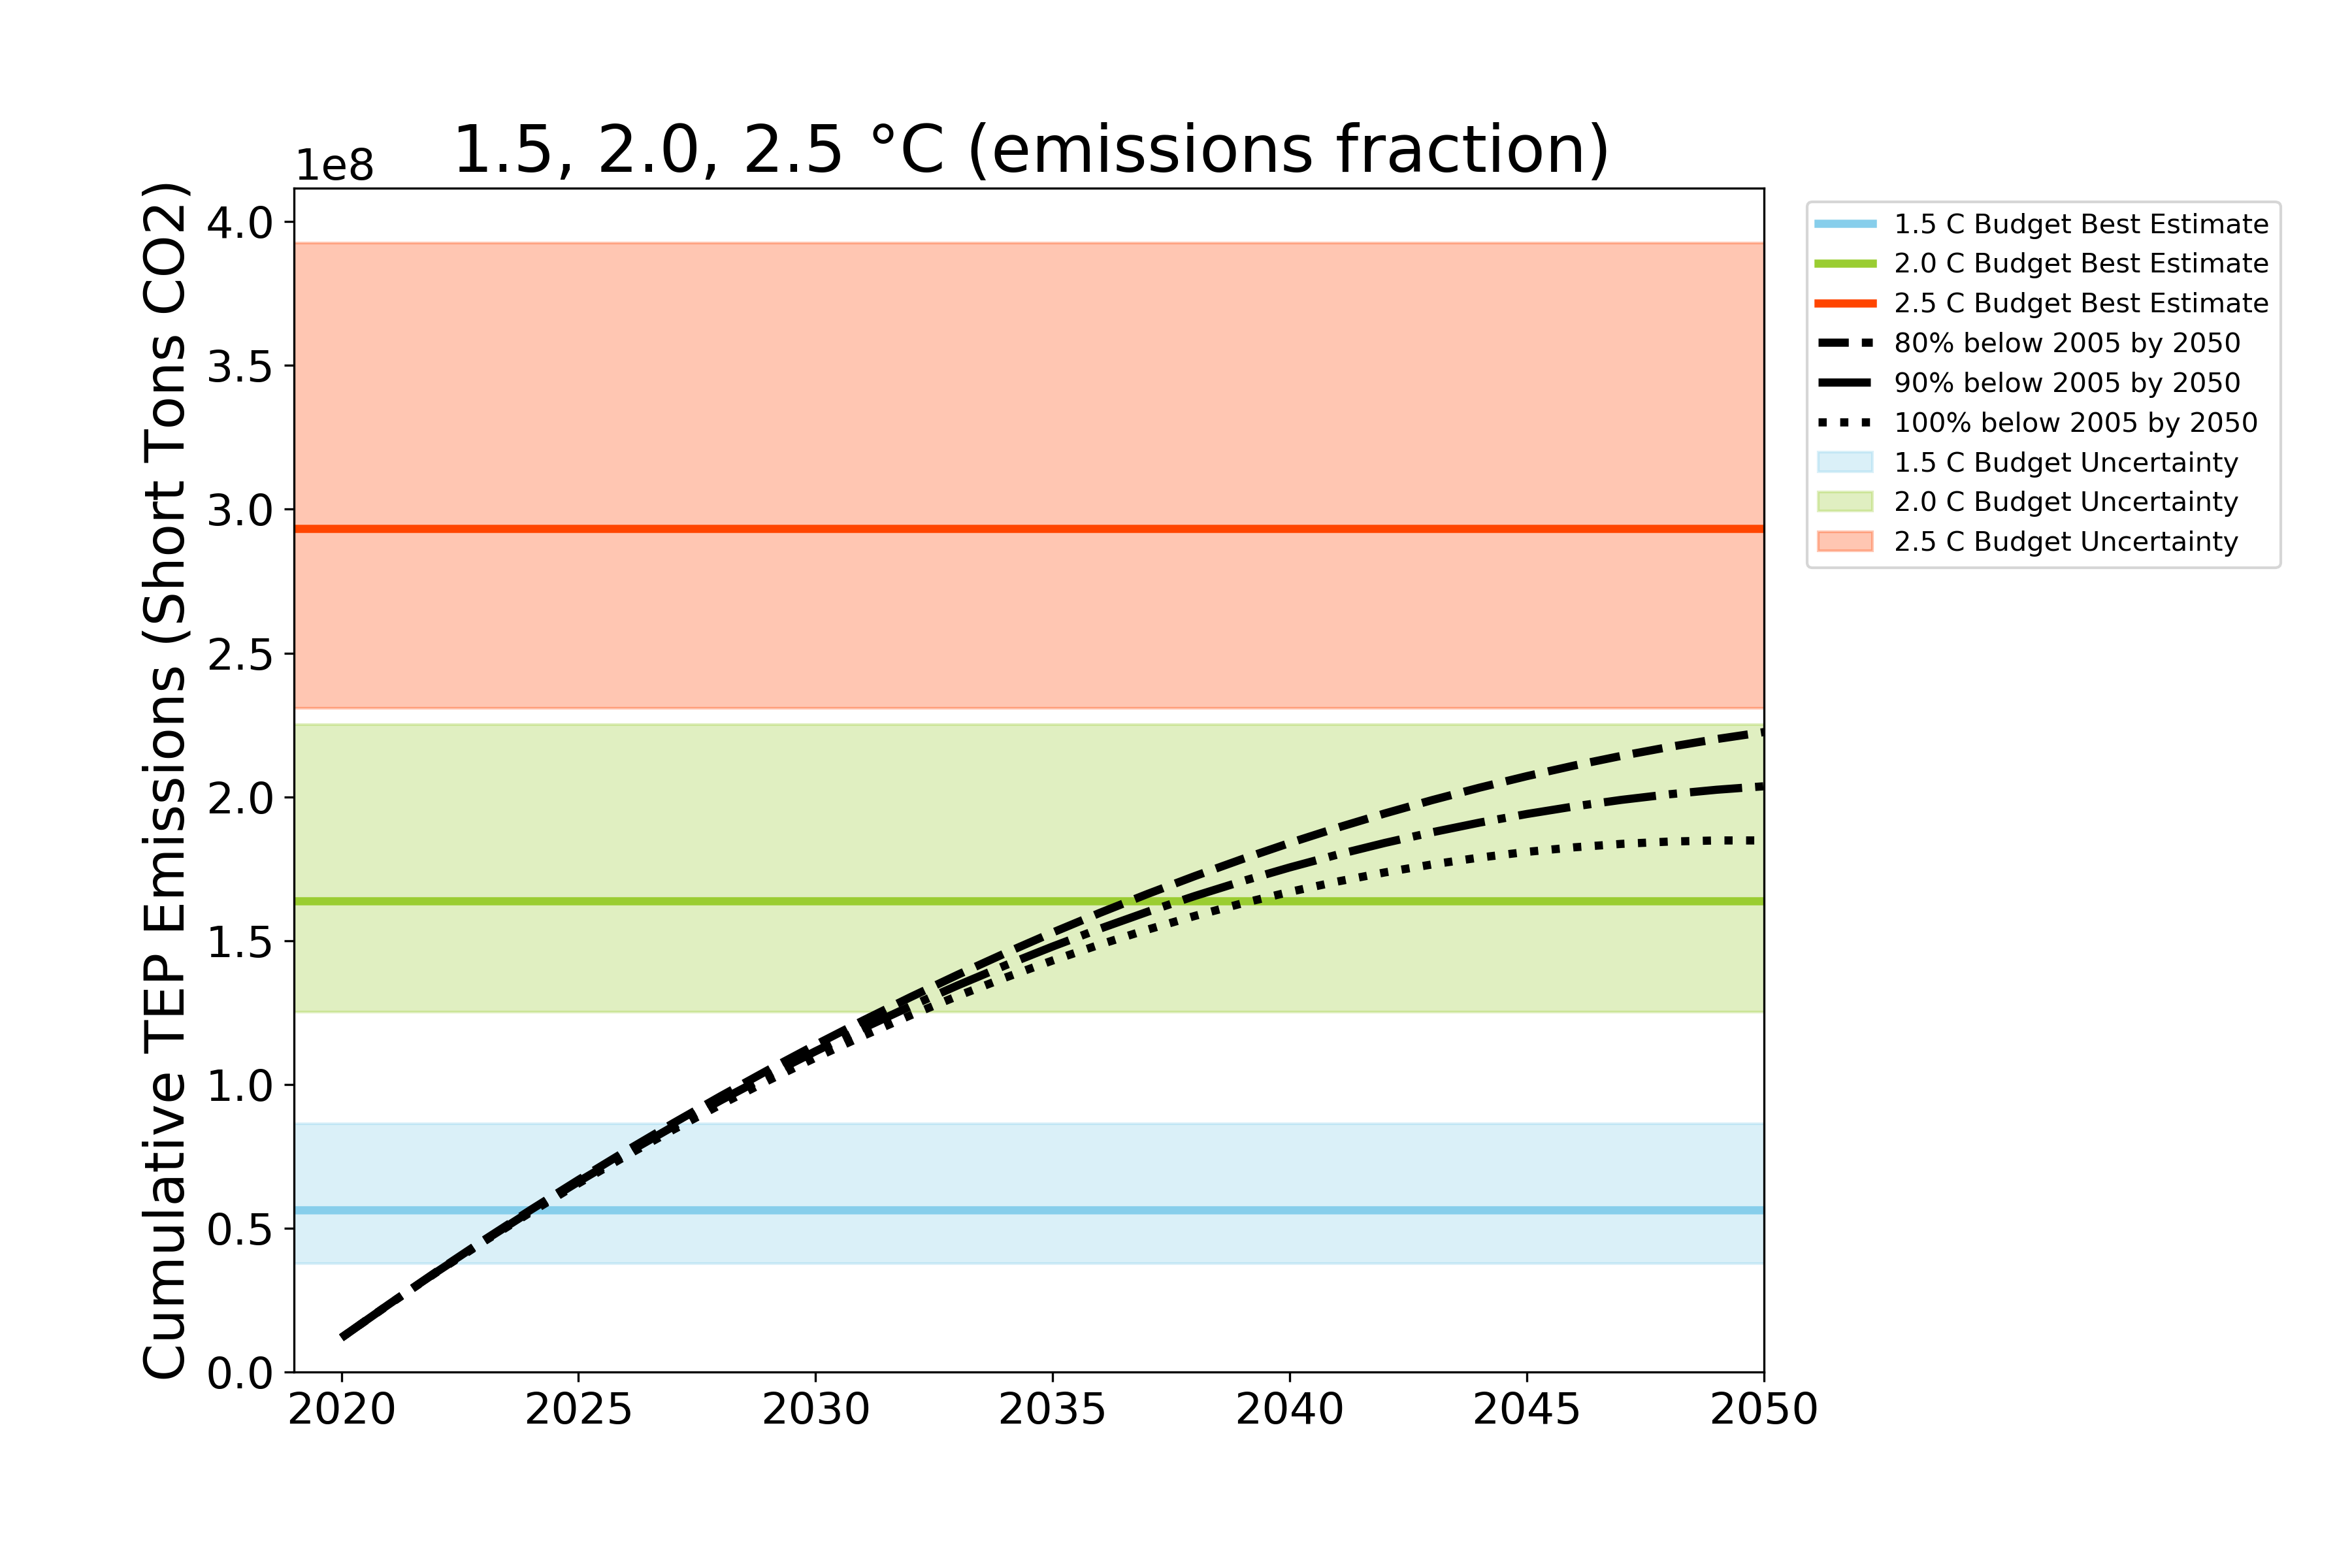 1.5, 2.0, 2.5 °C (emissions fraction)
1e8
Cumulative TEP Emissions (Short Tons CO2)
4.0
3.5
3.0
2.5
2.0
1.5
1.0
0.5
0.0
2020 2025 2030 2035 2040 2045 2050
1.5 C Budget Best Estimate
2.0 C Budget Best Estimate
2.5 C Budget Best Estimate
80% below 2005 by 2050
90% below 2005 by 2050
100% below 2005 by 2050
1.5 C Budget Uncertainty
2.0 C Budget Uncertainty
2.5 C Budget Uncertainty